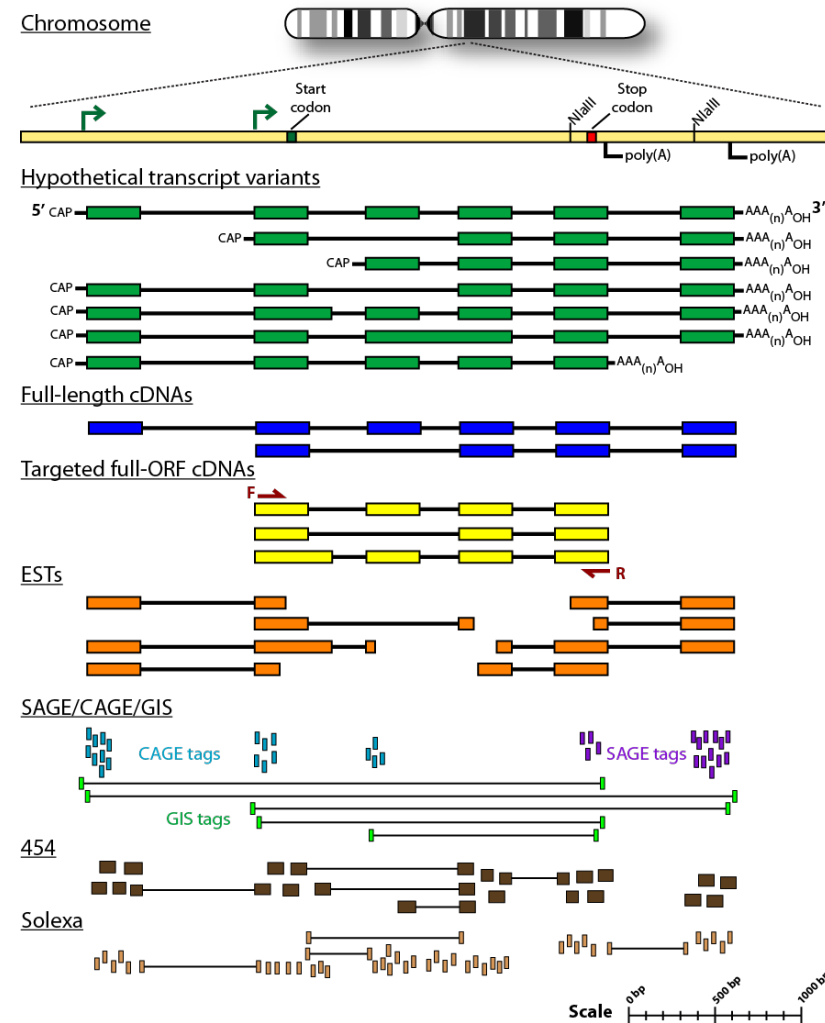 Chromosome
Start
codon
NlaIII
Stop
codon
NlaIII
poly(A)
poly(A)
Hypothetical transcript variants
5’ CAP AAA(n)AOH 3’
CAP AAA(n)AOH
CAP AAA(n)AOH
CAP AAA(n)AOH
CAP AAA(n)AOH
CAP AAA(n)AOH
CAP AAA(n)AOH
Full-length cDNAs
Targeted full-ORF cDNAs
F
R
ESTs
SAGE/CAGE/GIS
CAGE tags
SAGE tags
GIS tags
454
Solexa
Scale 0 bp 500 bp 1000 bp